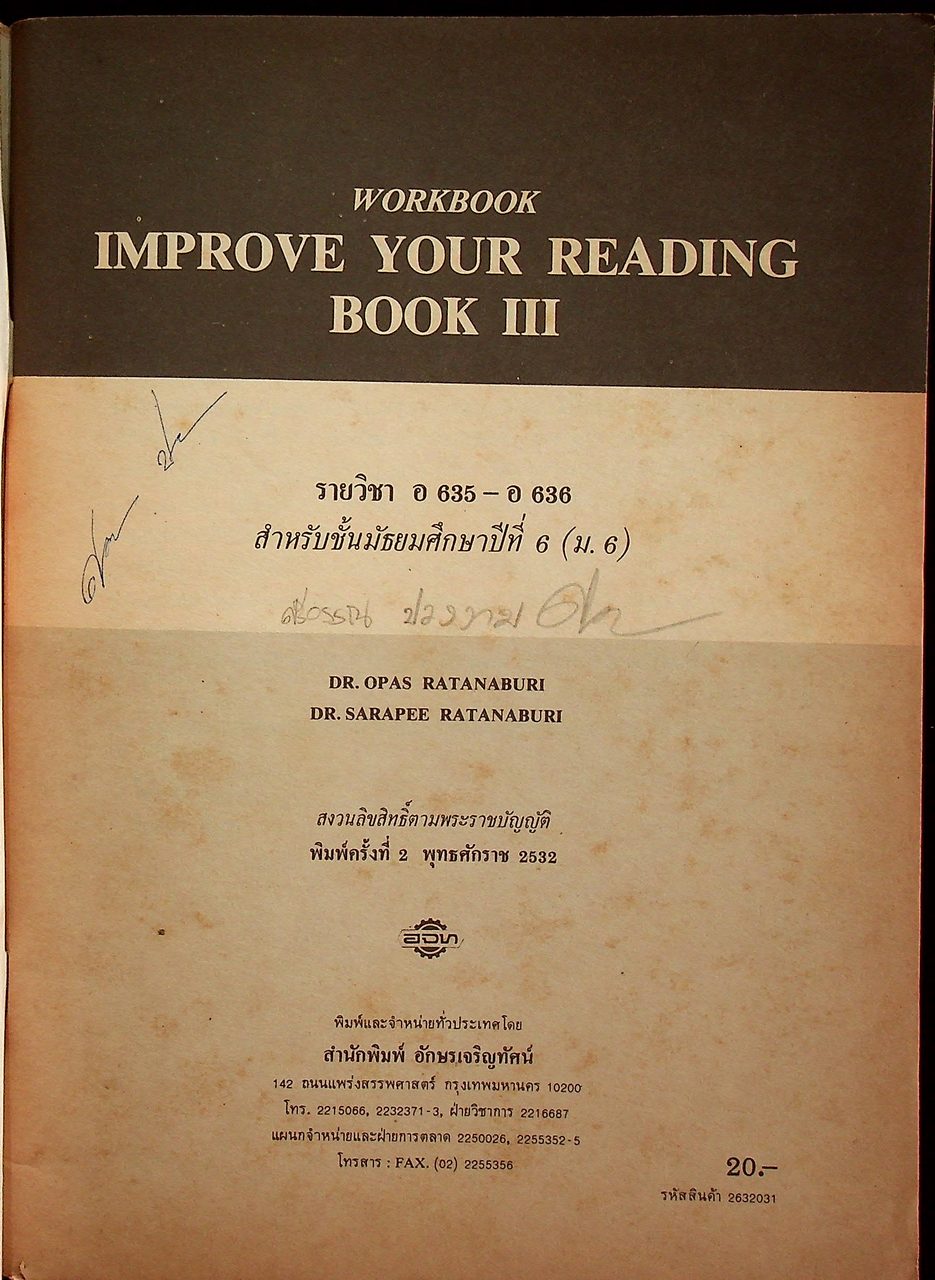 WORKBOOK
IMPROVE YOUR READING
BOOK III
รายวิชา อ 635 – อ 636
สำหรับชั้นมัธยมศึกษาปีที่ 6 (ม. 6)
DR. OPAS RATANABURI
DR. SARAPEE RATANABURI
สงวนลิขสิทธิ์ตามพระราชบัญญัติ
พิมพ์ครั้งที่ 2 พุทธศักราช 2532
อจท
พิมพ์และจำหน่ายทั่วประเทศโดย
สำนักพิมพ์ อักษรเจริญทัศน์
142 ถนนแพร่งสรรพศาสตร์ กรุงเทพมหานคร 10200
โทร. 2215066, 2232371-3, ฝ่ายวิชาการ 2216687
แผนกจำหน่ายและฝ่ายการตลาด 2250026, 2255352-5
โทรสาร : FAX. (02) 2255356
20.–
รหัสสินค้า 2632031